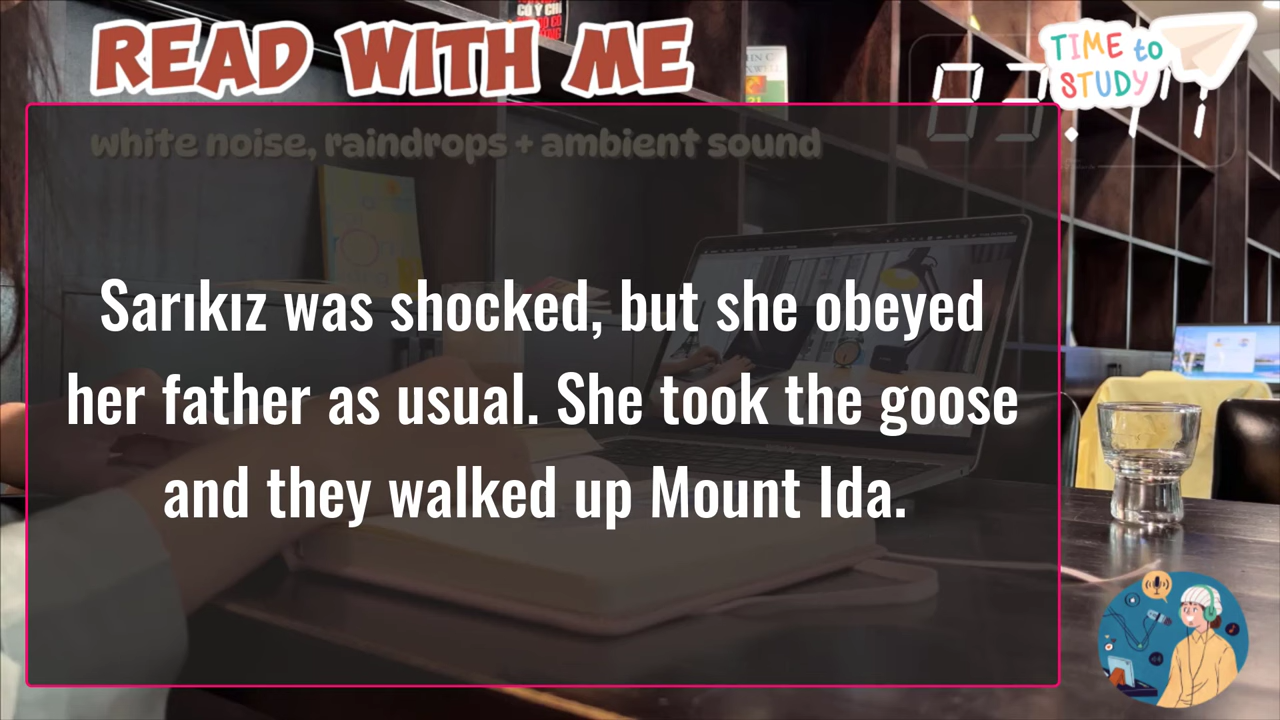 READ WITH ME
TIME to
STUDY
white noise, raindrops + ambient sound
Sarıkız was shocked, but she obeyed
her father as usual. She took the goose
and they walked up Mount Ida.